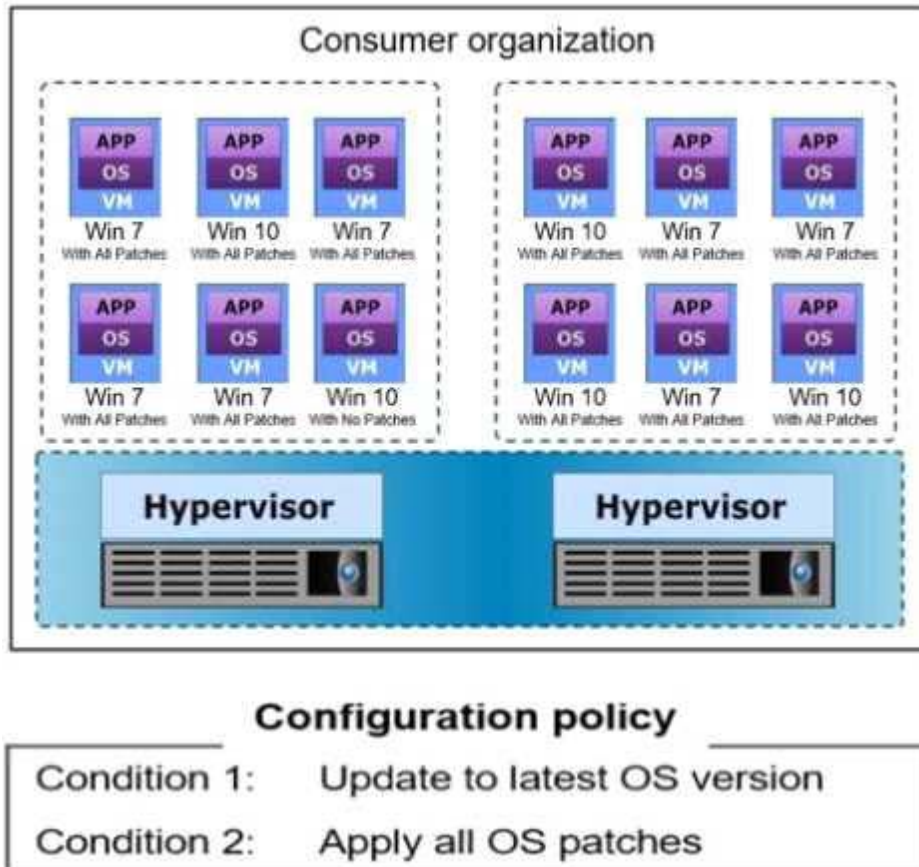 Consumer organization
APP APP APP APP APP APP
OS OS OS OS OS OS
VM VM VM VM VM VM
Win 7 Win 10 Win 7 Win 10 Win 7 Win 7
With All Patches With All Patches With All Patches With All Patches With All Patches With All Patches
APP APP APP APP APP APP
OS OS OS OS OS OS
VM VM VM VM VM VM
Win 7 Win 7 Win 10 Win 10 Win 7 Win 10
With All Patches With All Patches With No Patches With All Patches With All Patches With All Patches
Hypervisor Hypervisor
Configuration policy
Condition 1: Update to latest OS version
Condition 2: Apply all OS patches